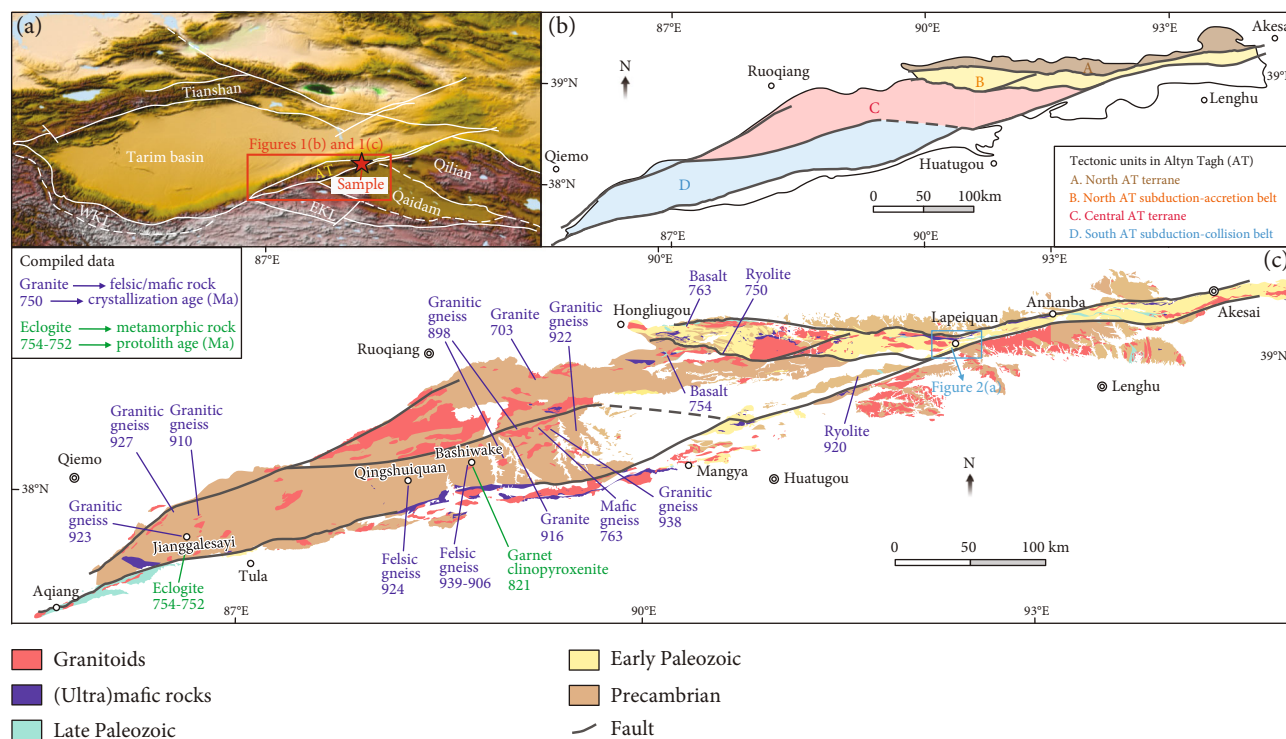 (a)
Tianshan
Tarim basin
Figures 1(b) and 1(c)
AT
Sample
Qilian
Qaidam
WKL
EKL
(b)
87°E
90°E
93°E
Akesai
39°N
39°N
N
Ruoqiang
A
B
C
Lenghu
Qiemo
38°N
Huatugou
D
0 50 100km
87°E
90°E
93°E
Tectonic units in Altyn Tagh (AT)
A. North AT terrane
B. North AT subduction-accretion belt
C. Central AT terrane
D. South AT subduction-collision belt
87°E
90°E
93°E
(c)
Compiled data
Granite felsic/mafic rock
750 crystallization age (Ma)
Eclogite metamorphic rock
754-752 protolith age (Ma)
Granitic
gneiss
898
Granite
703
Granitic
gneiss
922
Hongliugou
Basalt
763
Ryolite
750
Lapeiquan
Annanba
Akesai
Ruoqiang
39°N
Basalt
754
Figure 2(a)
Lenghu
Granitic
gneiss
927
Granitic
gneiss
910
Ryolite
920
Qiemo
Bashiwake
Qingshuiquan
Mangya
Huatugou
N
38°N
Granitic
gneiss
923
Jianggalesayi
Granite
916
Mafic
gneiss
763
Granitic
gneiss
938
Eclogite
754-752
Tula
Felsic
gneiss
924
Felsic
gneiss
939-906
Garnet
clinopyroxenite
821
0 50 100 km
Aqiang
87°E
90°E
93°E
Granitoids
(Ultra)mafic rocks
Late Paleozoic
Early Paleozoic
Precambrian
Fault